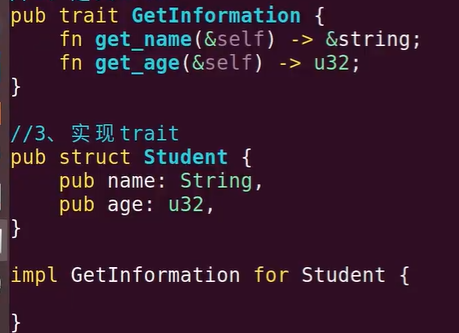 pub trait GetInformation {
    fn get_name(&self) -> &string;
    fn get_age(&self) -> u32;
}
//3、实现trait
pub struct Student {
    pub name: String,
    pub age: u32,
}
impl GetInformation for Student {
}